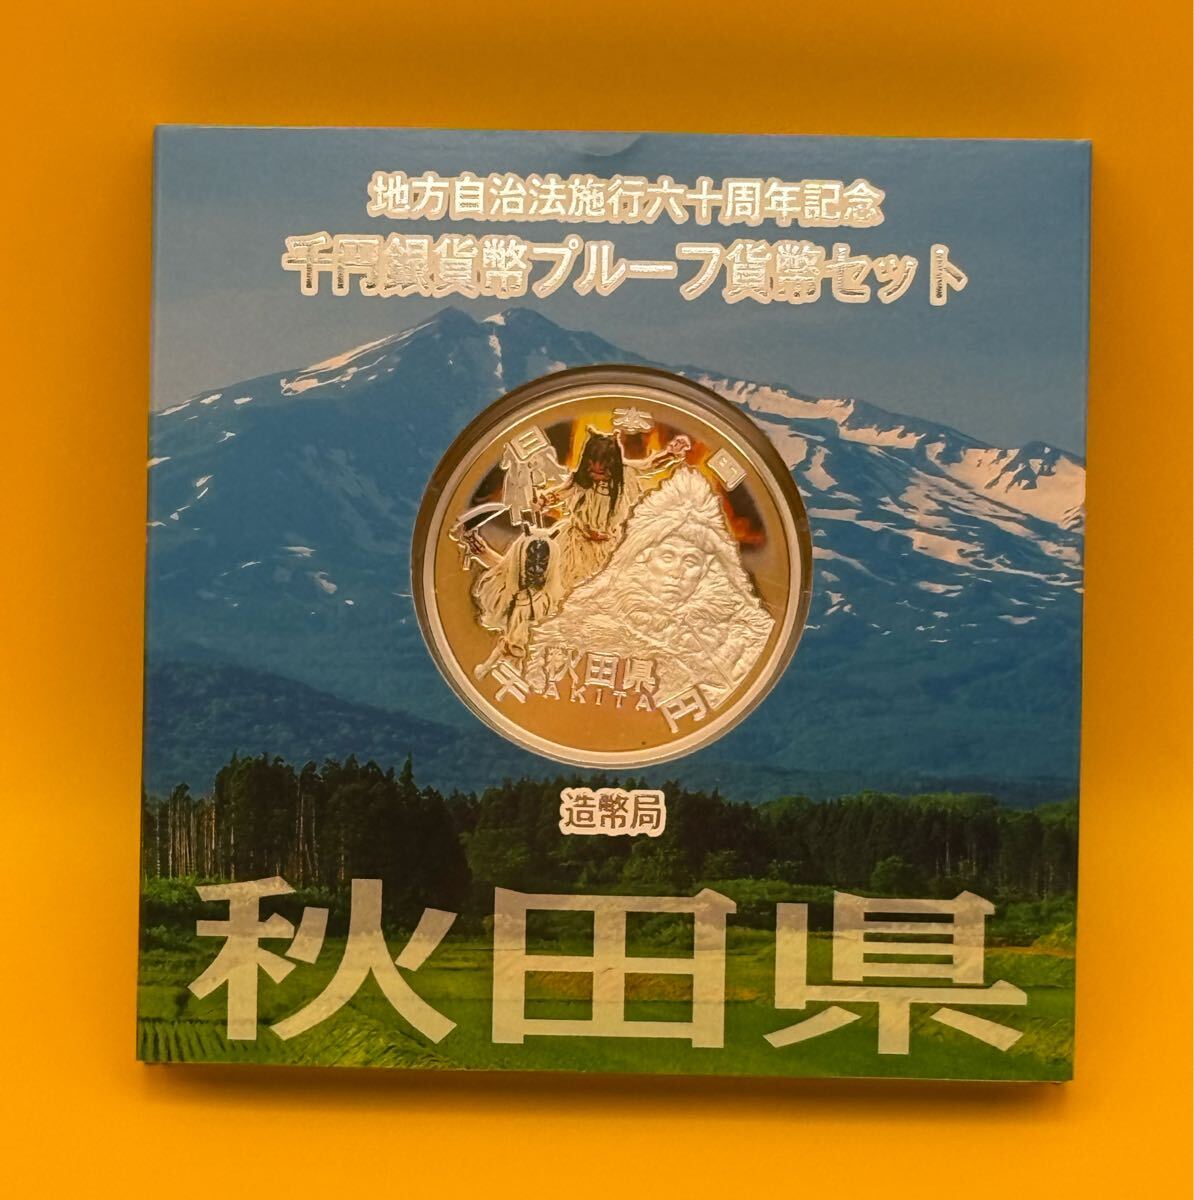 地方自治法施行六十周年記念
千円銀貨幣プルーフ貨幣セット
日本国
秋田県
AKITA
千円
造幣局
秋田県